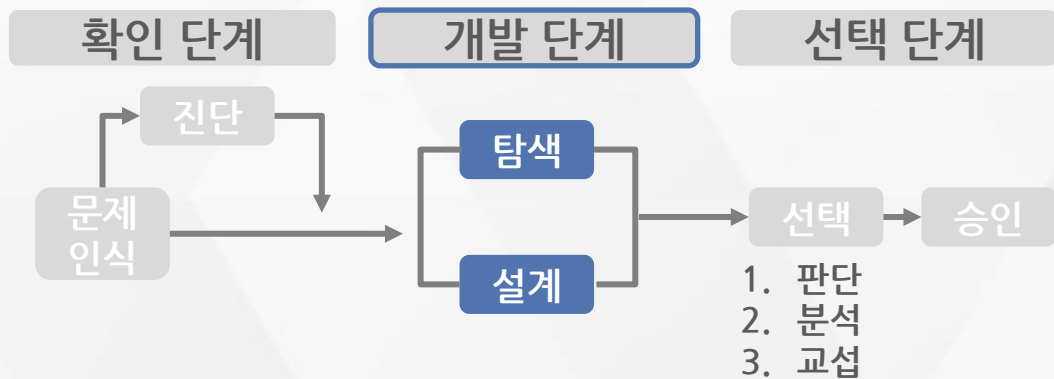 확인 단계
개발 단계
선택 단계
진단
탐색
문제
인식
선택
승인
설계
1. 판단
2. 분석
3. 교섭